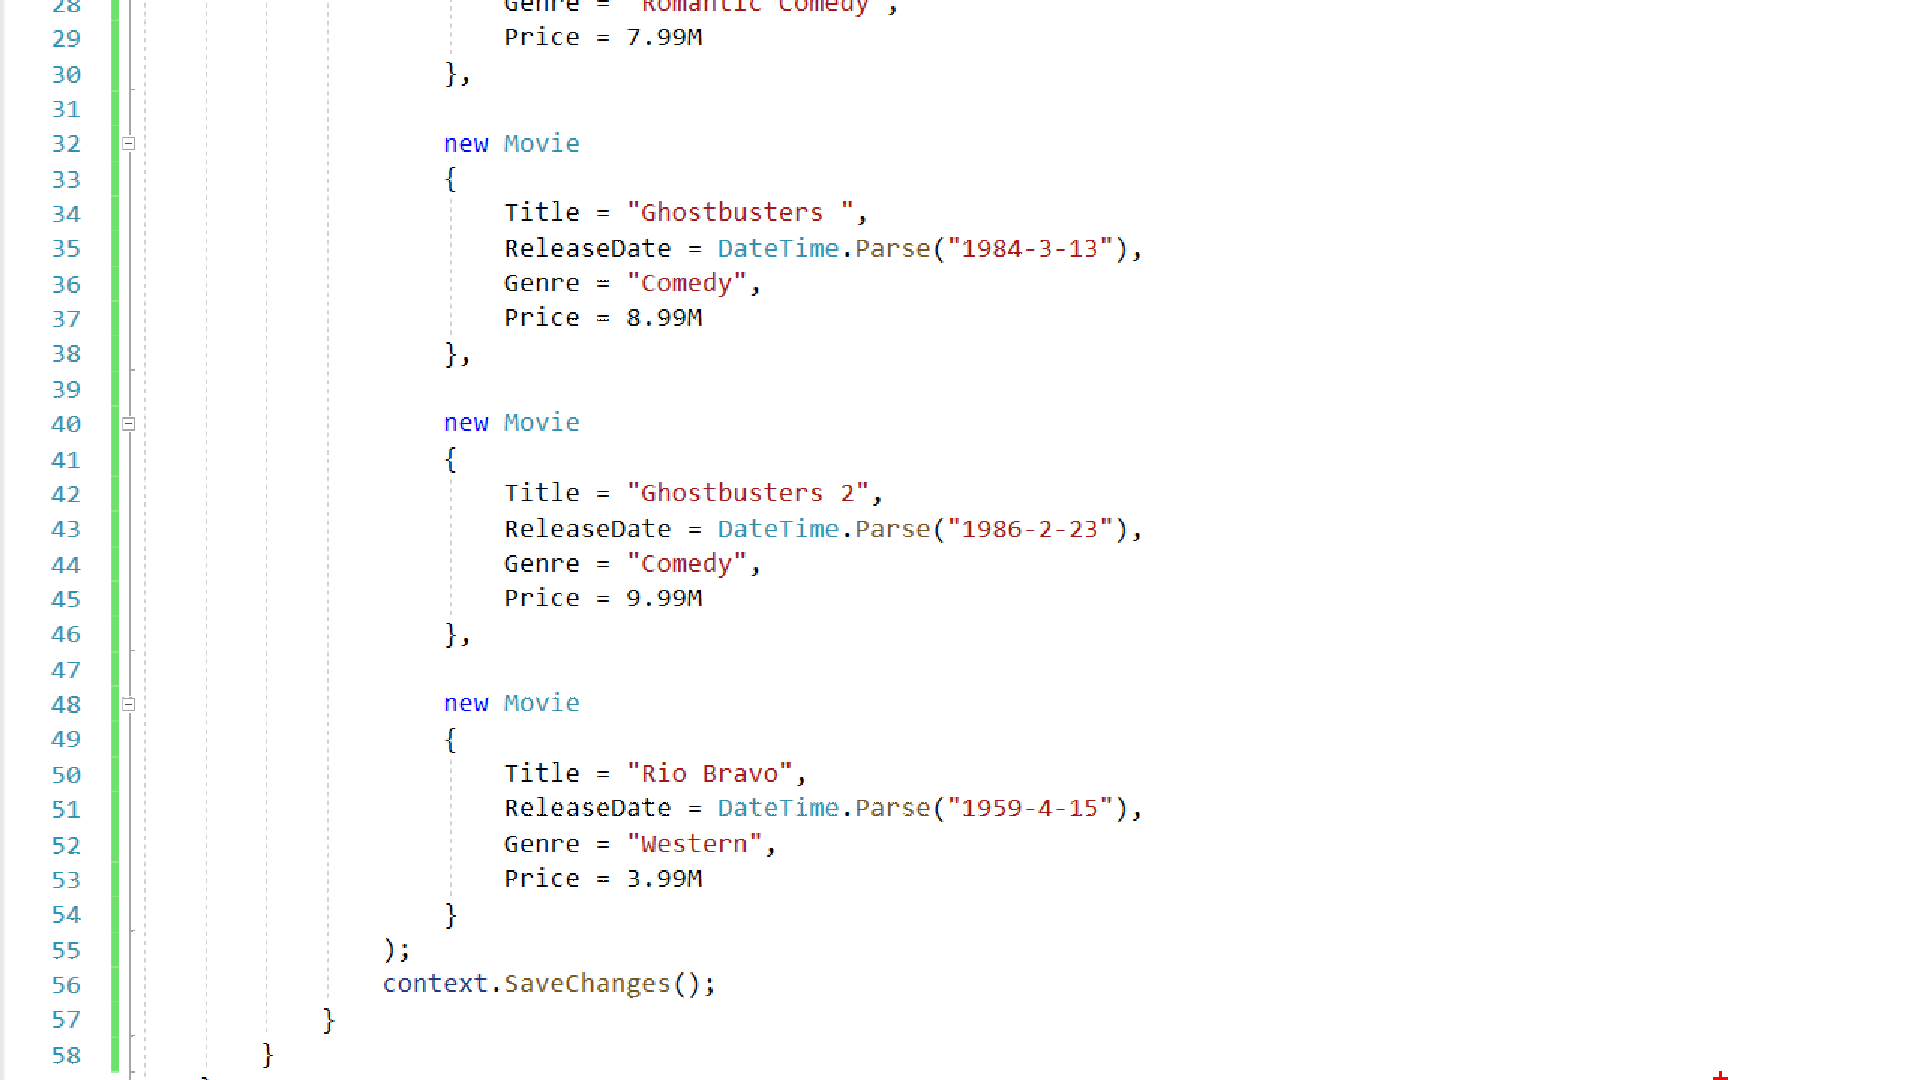 28 Genre = "Romantic Comedy",
29 Price = 7.99M
30 },
31
32 new Movie
33 {
34 Title = "Ghostbusters ",
35 ReleaseDate = DateTime.Parse("1984-3-13"),
36 Genre = "Comedy",
37 Price = 8.99M
38 },
39
40 new Movie
41 {
42 Title = "Ghostbusters 2",
43 ReleaseDate = DateTime.Parse("1986-2-23"),
44 Genre = "Comedy",
45 Price = 9.99M
46 },
47
48 new Movie
49 {
50 Title = "Rio Bravo",
51 ReleaseDate = DateTime.Parse("1959-4-15"),
52 Genre = "Western",
53 Price = 3.99M
54 }
55 );
56 context.SaveChanges();
57 }
58 }